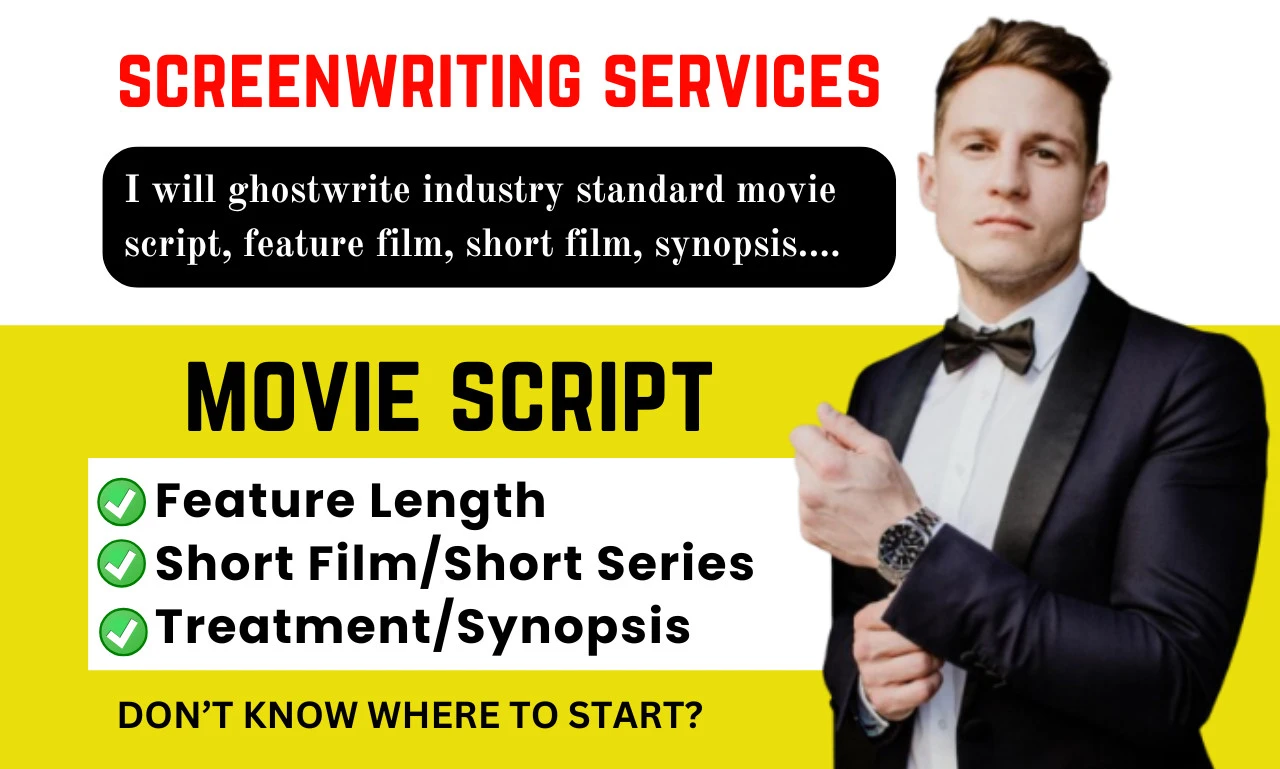 SCREENWRITING SERVICES
I will ghostwrite industry standard movie
script, feature film, short film, synopsis....
MOVIE SCRIPT
Feature Length
Short Film/Short Series
Treatment/Synopsis
DON’T KNOW WHERE TO START?